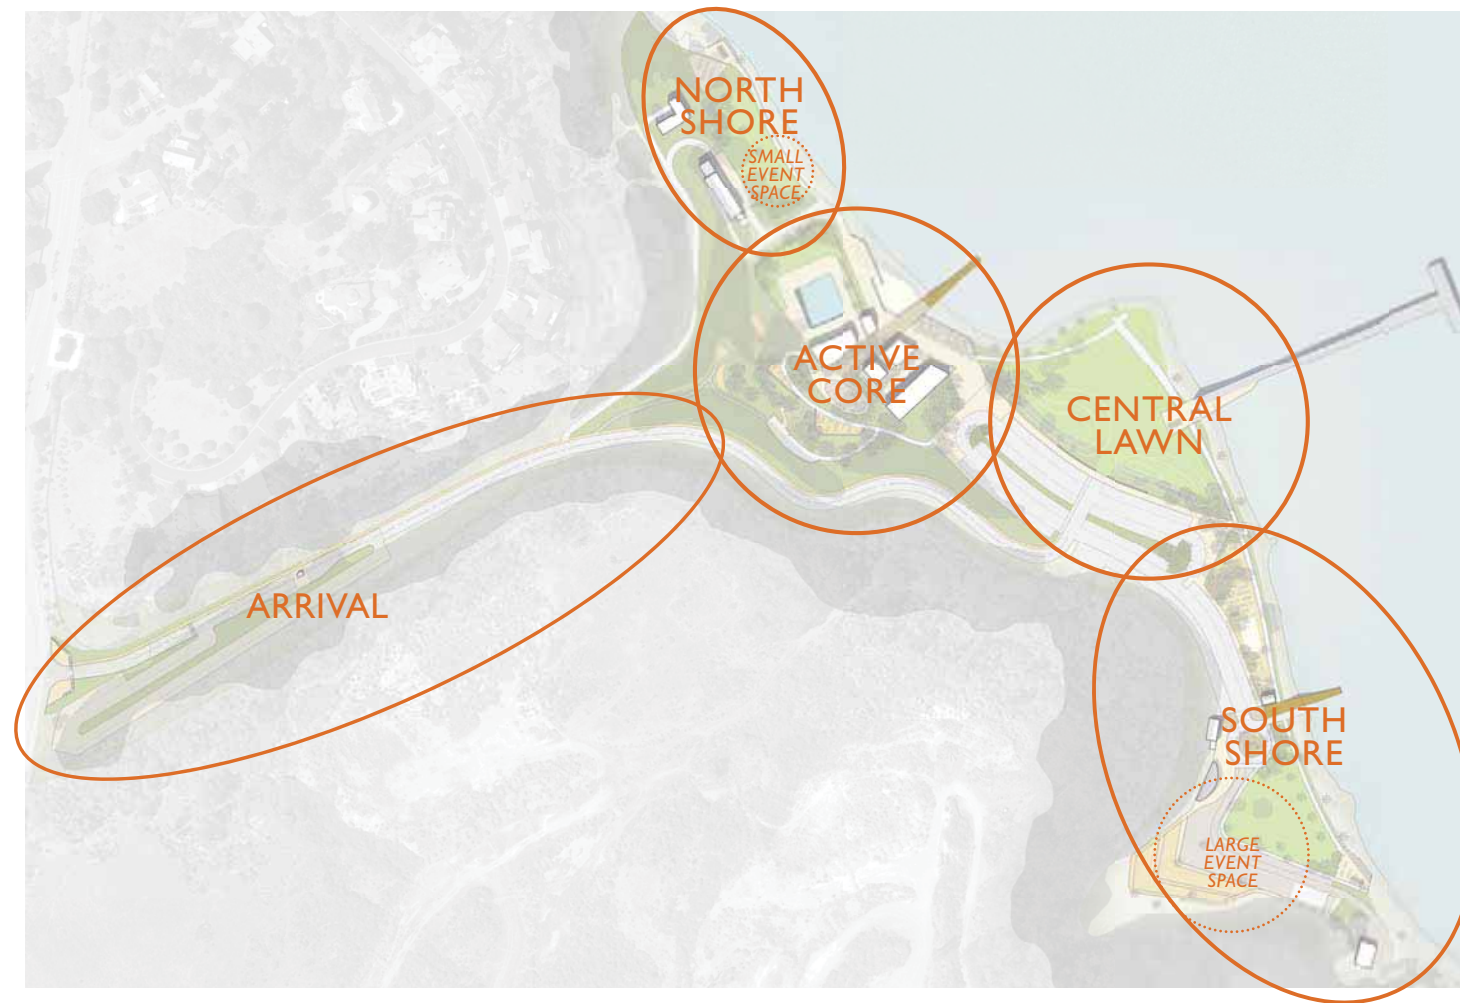 NORTH
SHORE
SMALL
EVENT
SPACE
ACTIVE
CORE
CENTRAL
LAWN
ARRIVAL
SOUTH
SHORE
LARGE
EVENT
SPACE